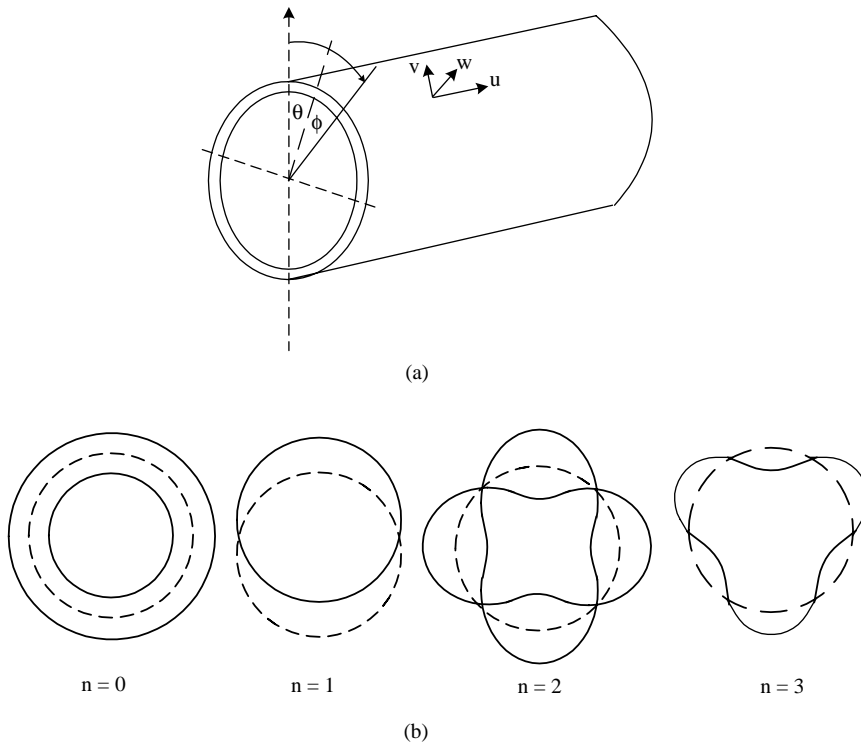 v w u
θ ϕ
(a)
n = 0 n = 1 n = 2 n = 3
(b)